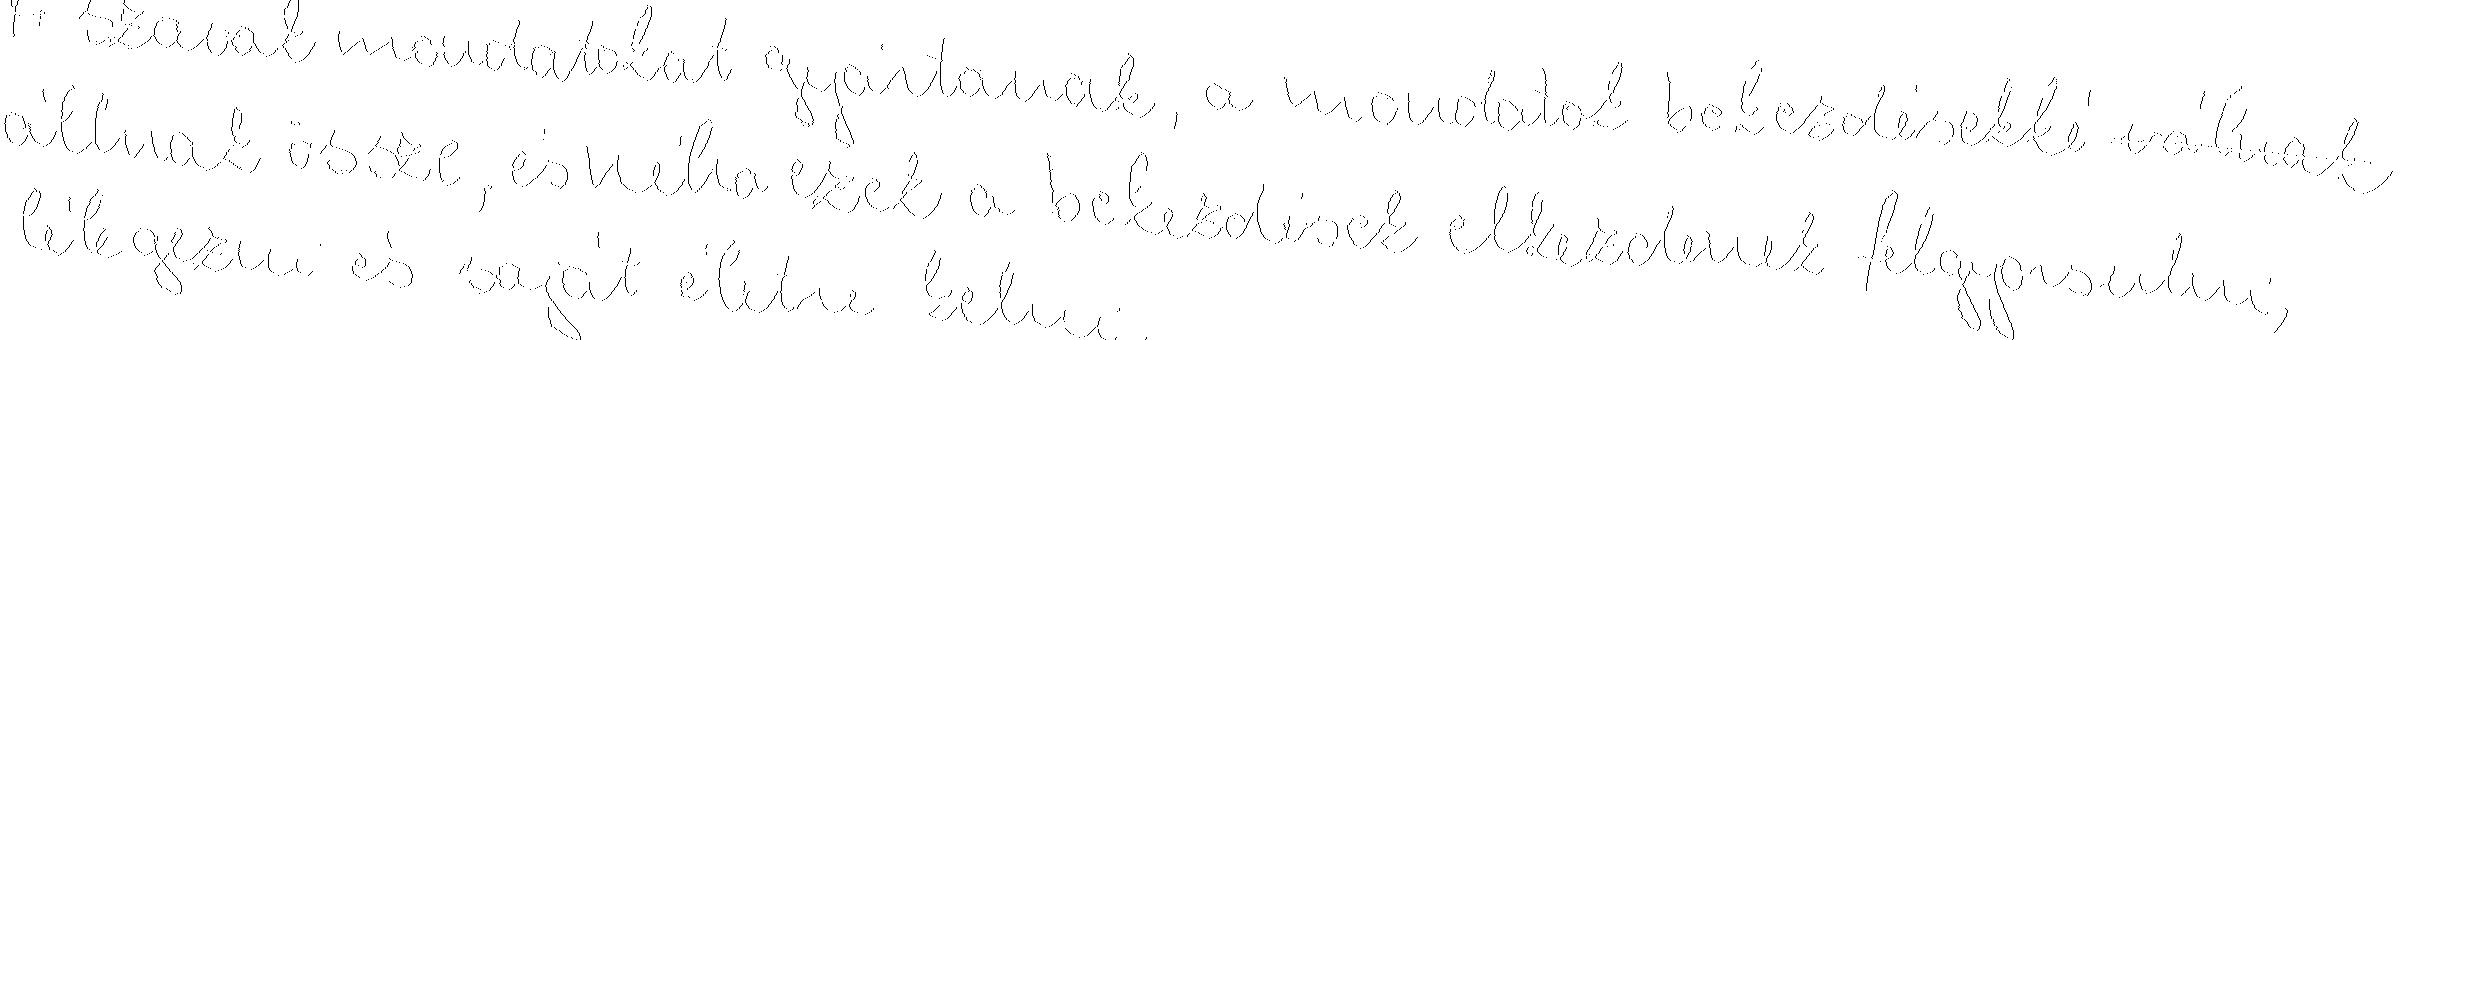 A szavak mondatokat gyártanak, a mondatok bekezdésekké válnak
állnak össze, és néha ezek a bekezdések elkezdenek felgyorsulni,
lélegezni és saját életre kelni.